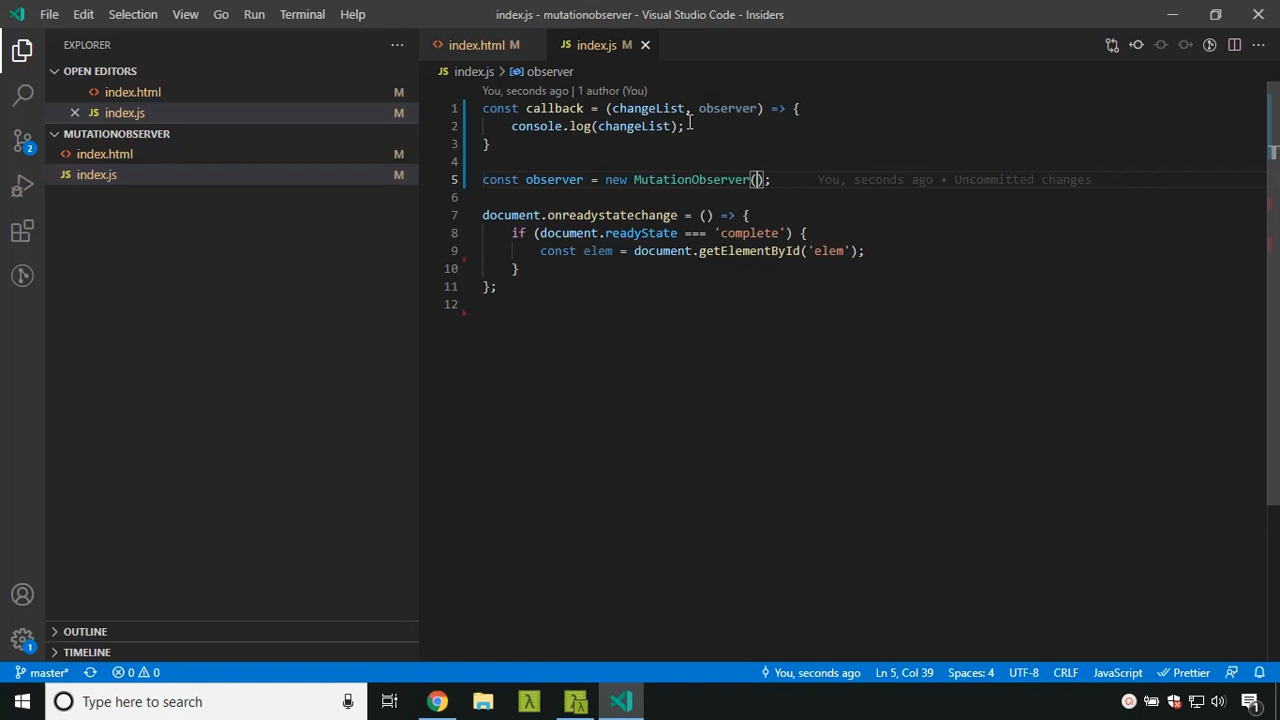 File Edit Selection View Go Run Terminal Help index.js - mutationobserver - Visual Studio Code - Insiders
EXPLORER
index.html M
index.js M
OPEN EDITORS
index.html M
index.js M
MUTATIONOBSERVER
index.html M
index.js M
2
1
OUTLINE
TIMELINE
index.js > observer
You, seconds ago | 1 author (You)
1 const callback = (changeList, observer) => {
2 console.log(changeList);
3 }
4
5 const observer = new MutationObserver(); You, seconds ago • Uncommitted changes
6
7 document.onreadystatechange = () => {
8 if (document.readyState === 'complete') {
9 const elem = document.getElementById('elem');
10 }
11 };
12
master* 0 0 You, seconds ago Ln 5, Col 39 Spaces: 4 UTF-8 CRLF JavaScript Prettier
Type here to search
1